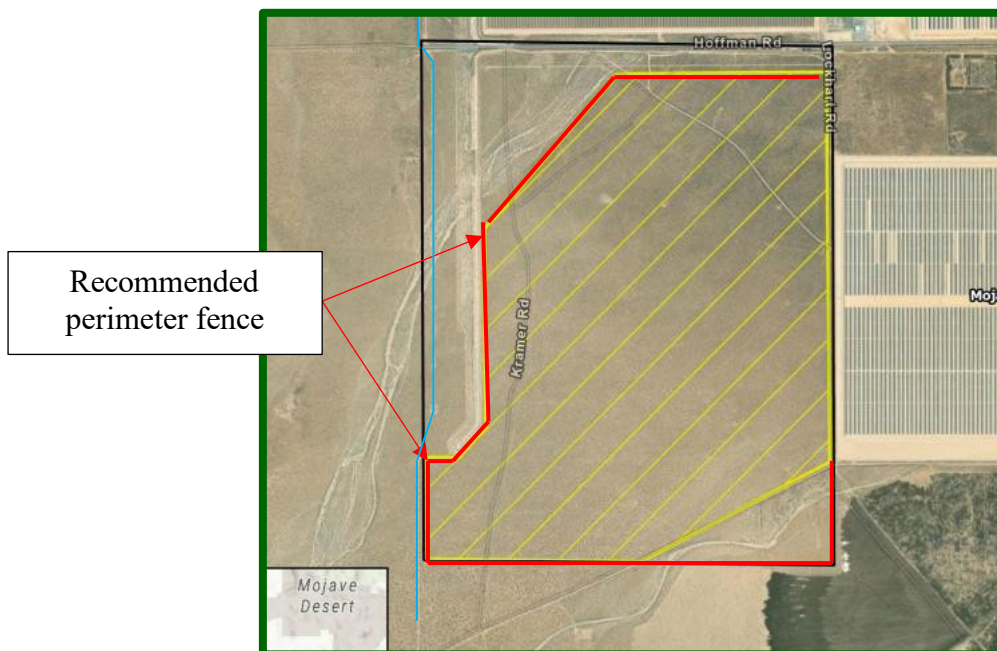 Hoffman Rd
Lockhart Rd
Recommended
perimeter fence
Kramer Rd
Moja
Mojave
Desert